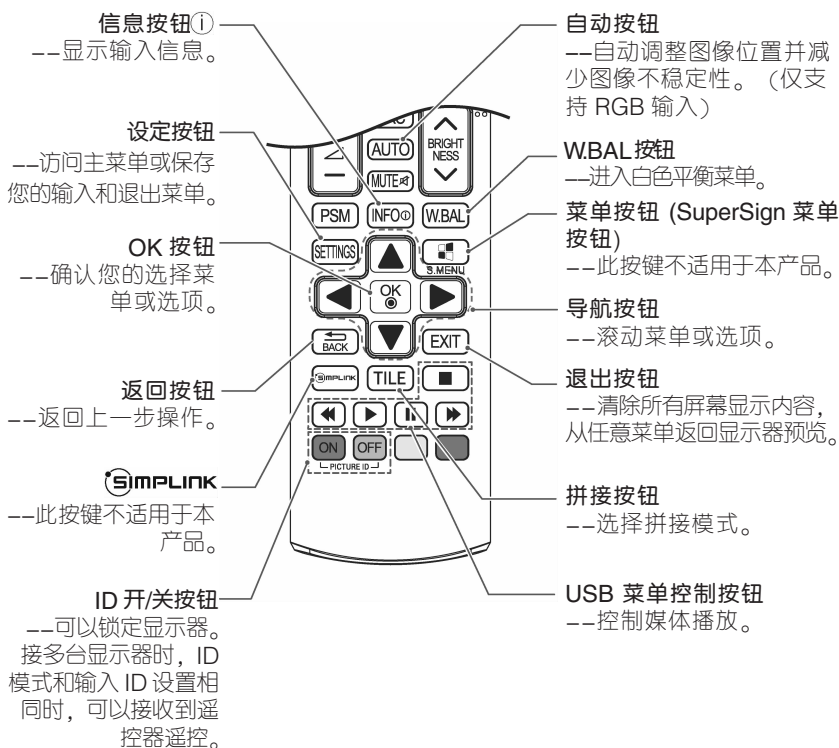 信息按钮ⓘ
--显示输入信息。
设定按钮
--访问主菜单或保存
您的输入和退出菜单。
OK 按钮
--确认您的选择菜
单或选项。
返回按钮
--返回上一步操作。
SIMPLINK
--此按键不适用于本
产品。
ID 开/关按钮
--可以锁定显示器。
接多台显示器时，ID
模式和输入 ID 设置相
同时，可以接收到遥
控器遥控。
AUTO
BRIGHT
NESS
MUTE
PSM
INFOⓘ
W.BAL
SETTINGS
S.MENU
OK
BACK
EXIT
SIMPLINK
TILE
ON
OFF
PICTURE ID
自动按钮
--自动调整图像位置并减
少图像不稳定性。（仅支
持 RGB 输入）
W.BAL按钮
--进入白色平衡菜单。
菜单按钮 (SuperSign 菜单
按钮)
--此按键不适用于本产品。
导航按钮
--滚动菜单或选项。
退出按钮
--清除所有屏幕显示内容，
从任意菜单返回显示器预览。
拼接按钮
--选择拼接模式。
USB 菜单控制按钮
--控制媒体播放。